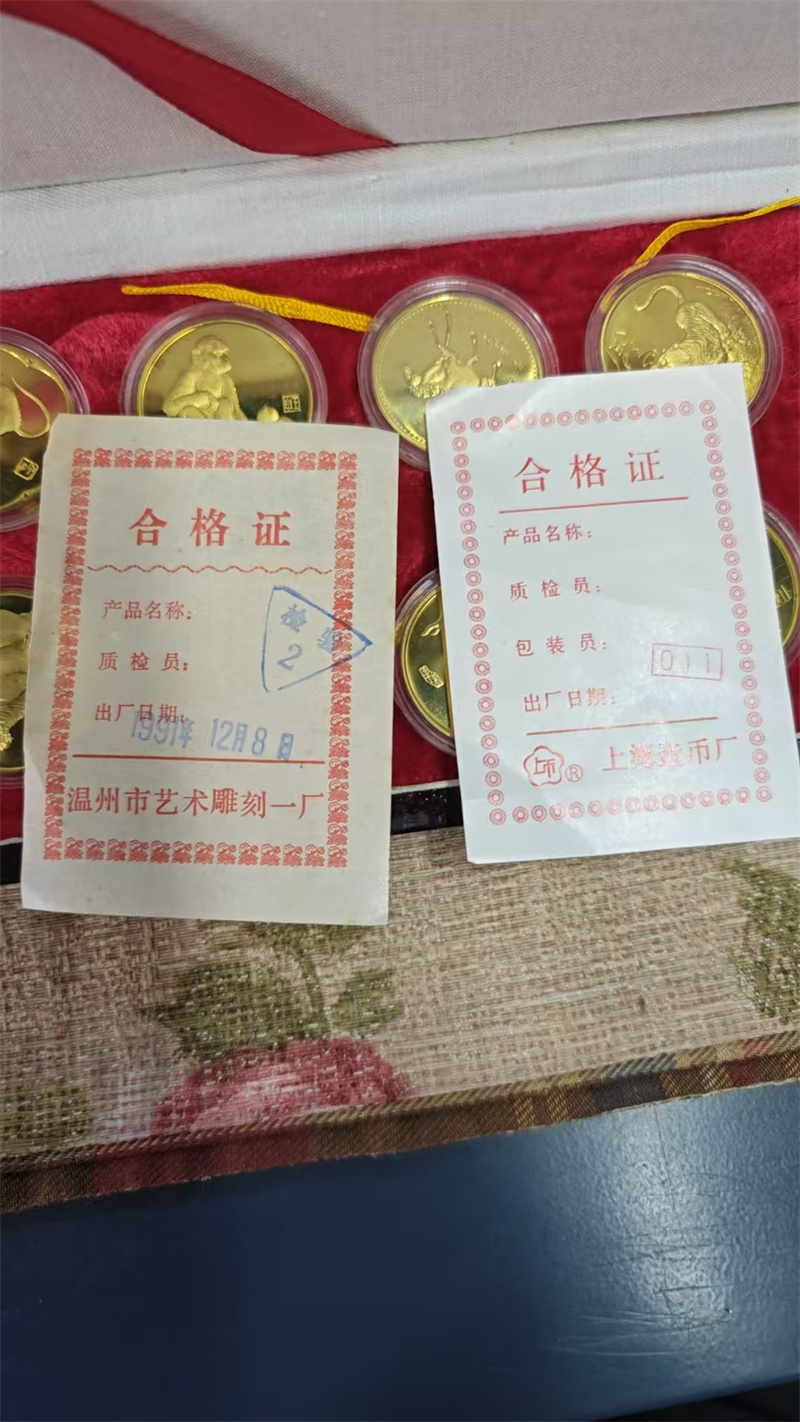 合格证
产品名称：
质检员：
2
出厂日期：
1991年 12月8日
温州市艺术雕刻一厂
合格证
产品名称：
质检员：
包装员：
011
出厂日期：
上海造币厂
®